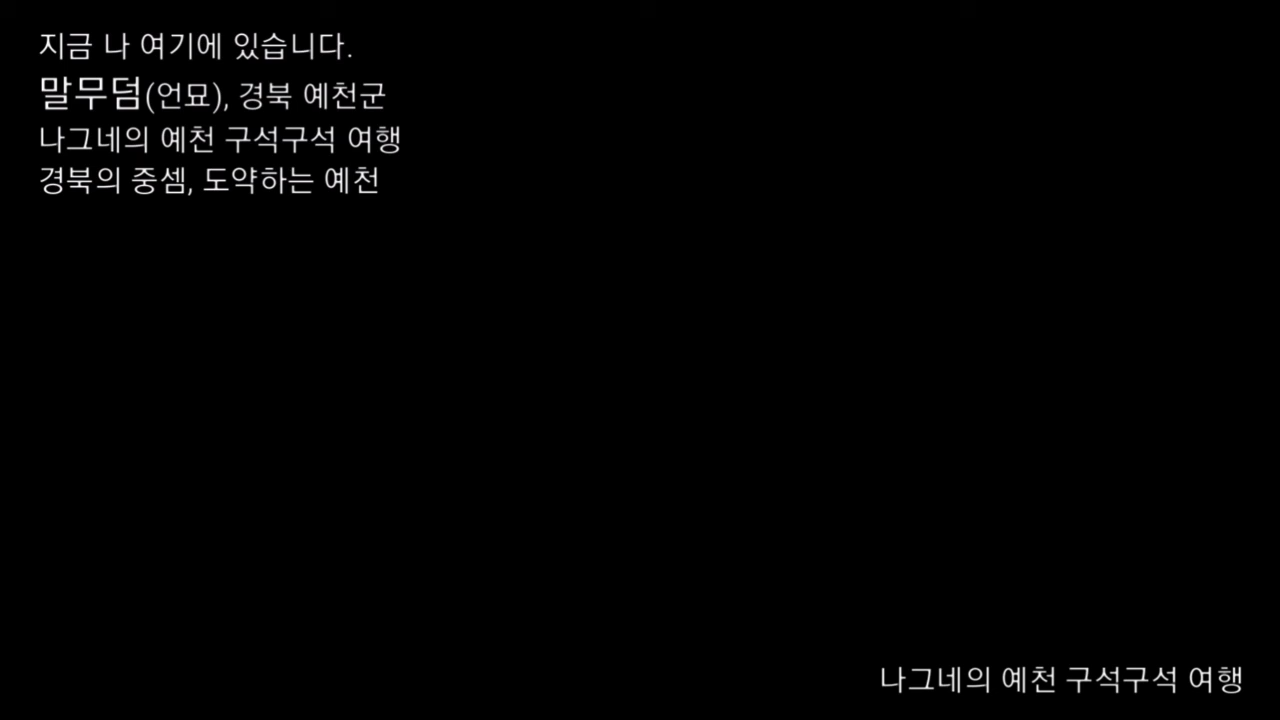 지금 나 여기에 있습니다.
말무덤(언묘), 경북 예천군
나그네의 예천 구석구석 여행
경북의 중셈, 도약하는 예천
나그네의 예천 구석구석 여행